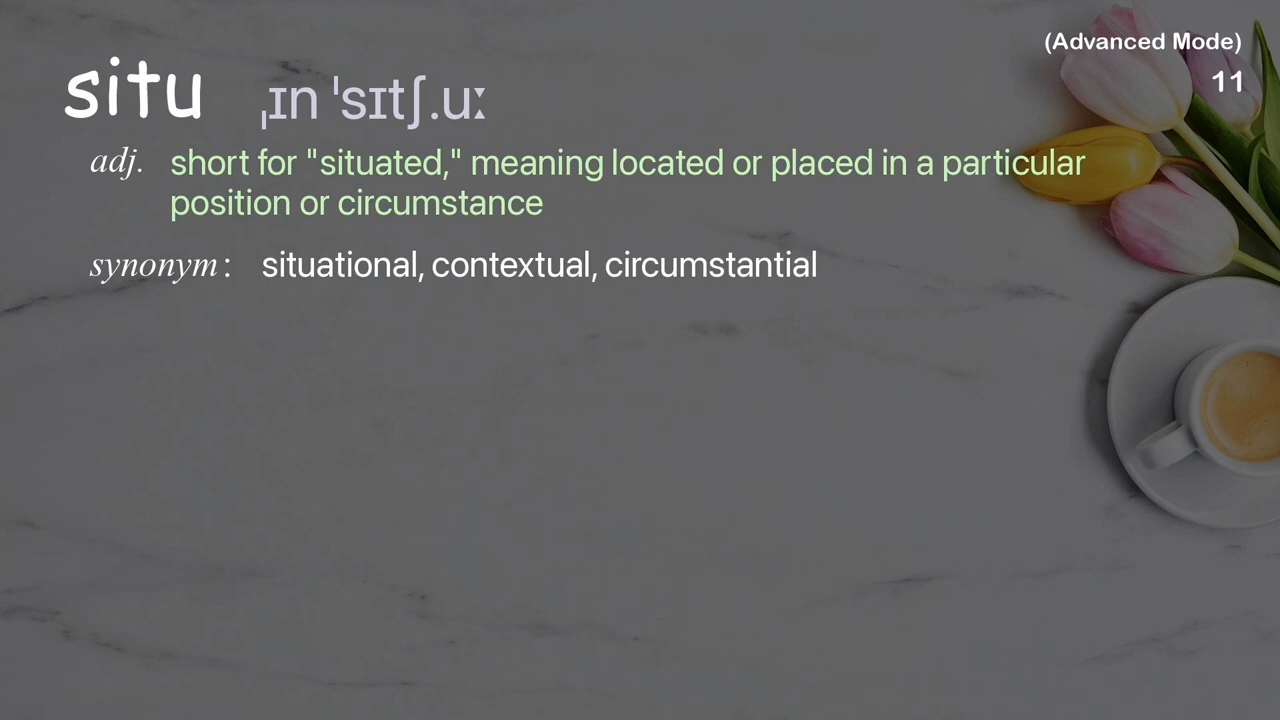 (Advanced Mode)
11
situ ˌɪn ˈsɪtʃ.uː
adj. short for "situated," meaning located or placed in a particular
position or circumstance
synonym : situational, contextual, circumstantial